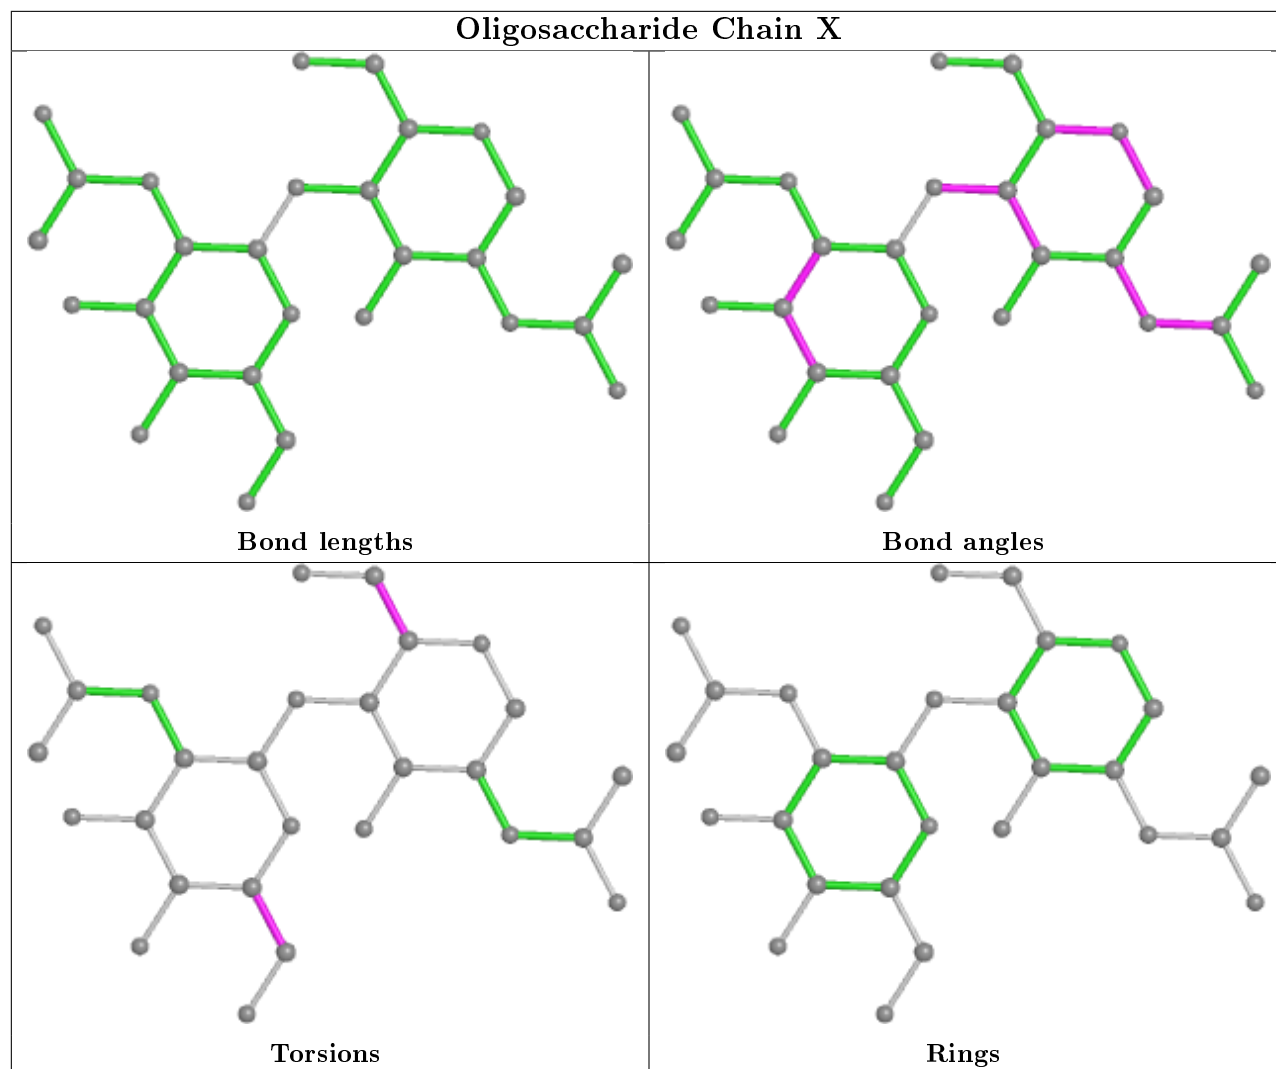 Oligosaccharide Chain X
Bond lengths
Bond angles
Torsions
Rings